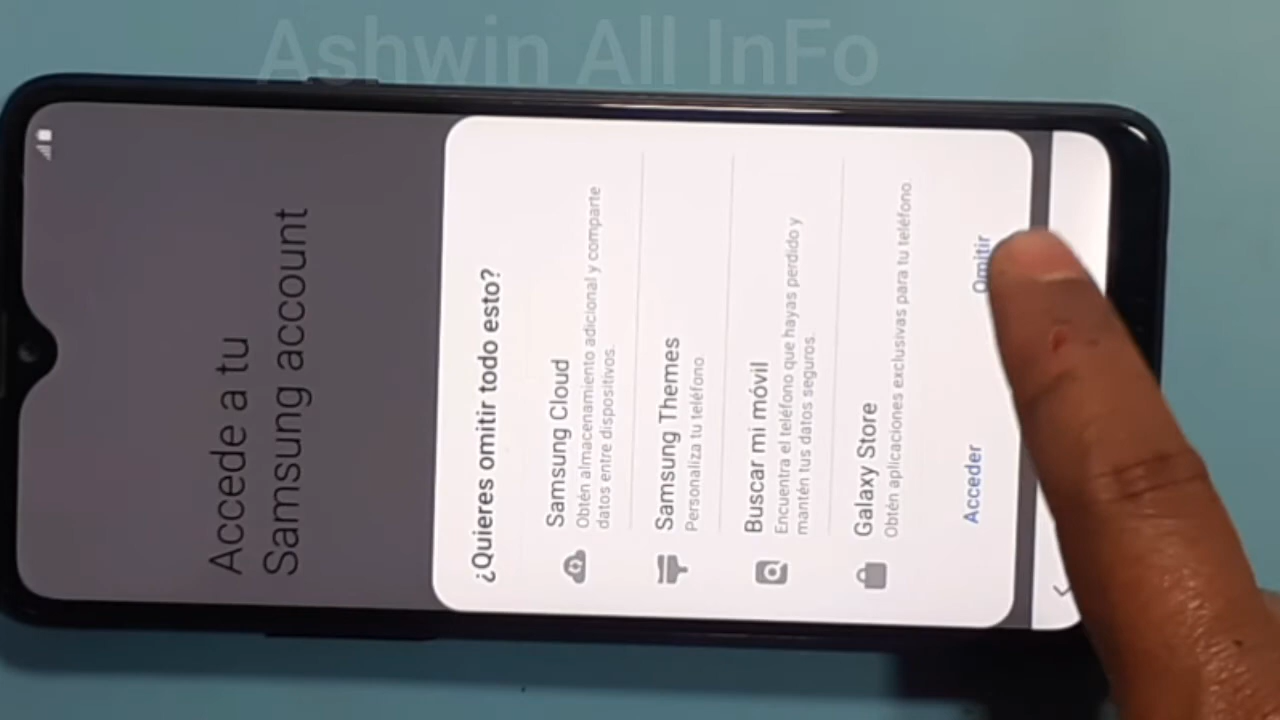 Ashwin All InFo
Accede a tu
Samsung account
¿Quieres omitir todo esto?
Samsung Cloud
Obtén almacenamiento adicional y comparte
datos entre dispositivos.
Samsung Themes
Personaliza tu teléfono
Buscar mi móvil
Encuentra el teléfono que hayas perdido y
mantén tus datos seguros.
Galaxy Store
Obtén aplicaciones exclusivas para tu teléfono.
Acceder
Omitir